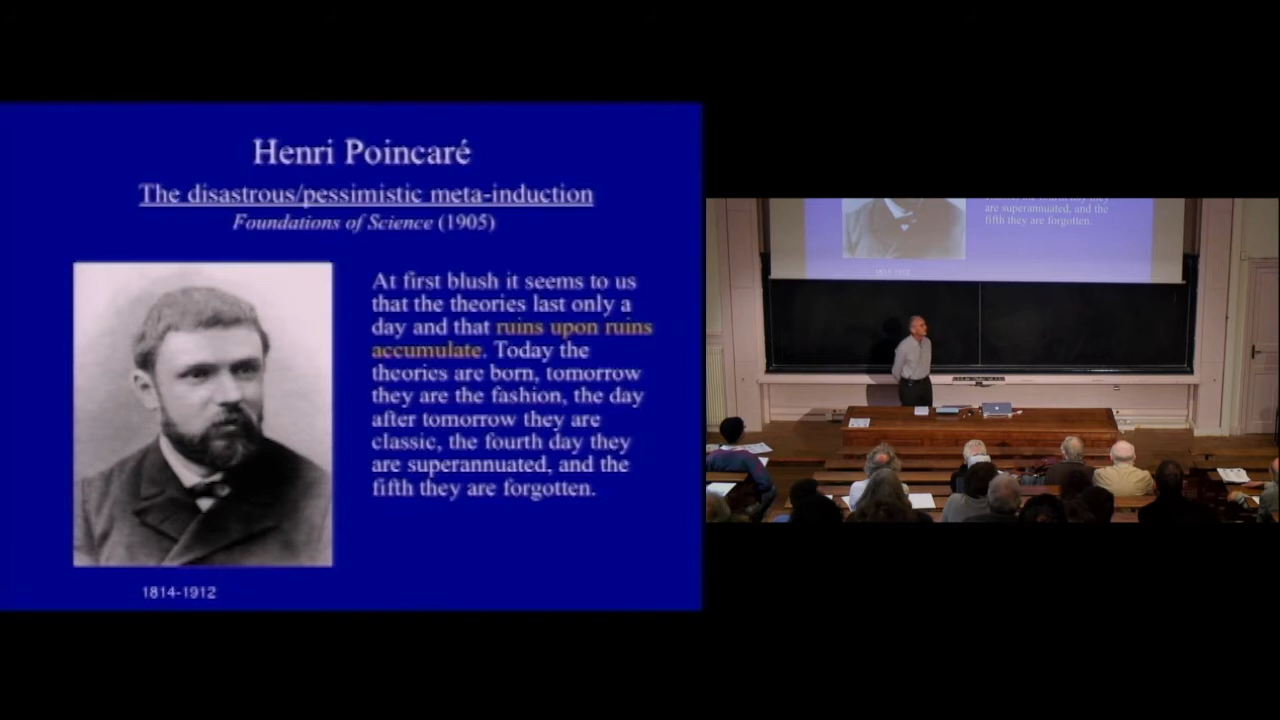 Henri Poincaré
The disastrous/pessimistic meta-induction
Foundations of Science (1905)
At first blush it seems to us
that the theories last only a
day and that ruins upon ruins
accumulate. Today the
theories are born, tomorrow
they are the fashion, the day
after tomorrow they are
classic, the fourth day they
are superannuated, and the
fifth they are forgotten.
1814-1912
are superannuated, and the
fifth they are forgotten.
1814-1912